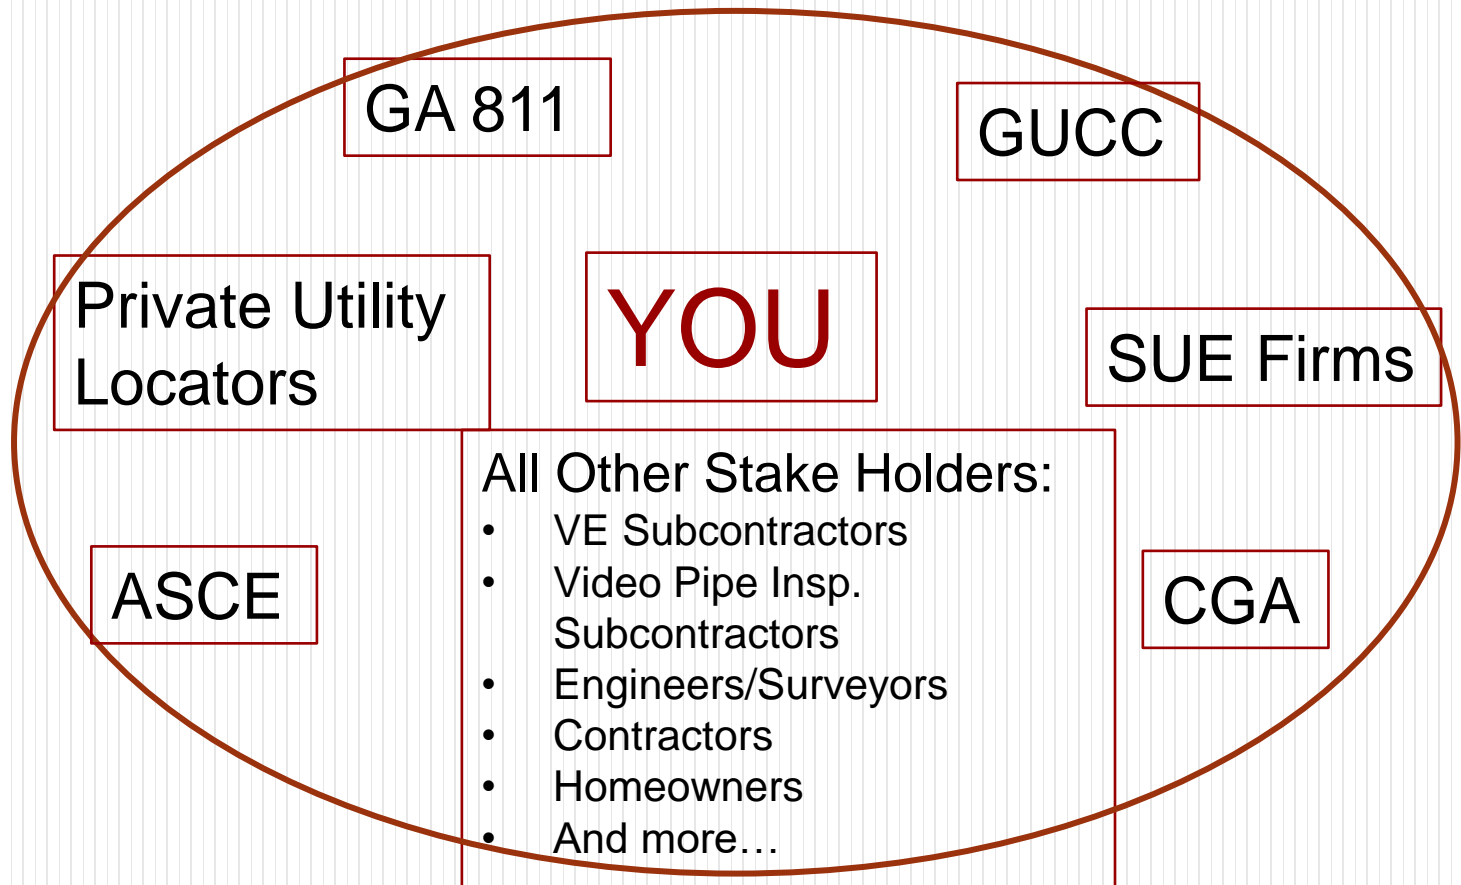 GA 811
GUCC
Private Utility
Locators
YOU
SUE Firms
All Other Stake Holders:
• VE Subcontractors
• Video Pipe Insp.
Subcontractors
• Engineers/Surveyors
• Contractors
• Homeowners
• And more…
ASCE
CGA